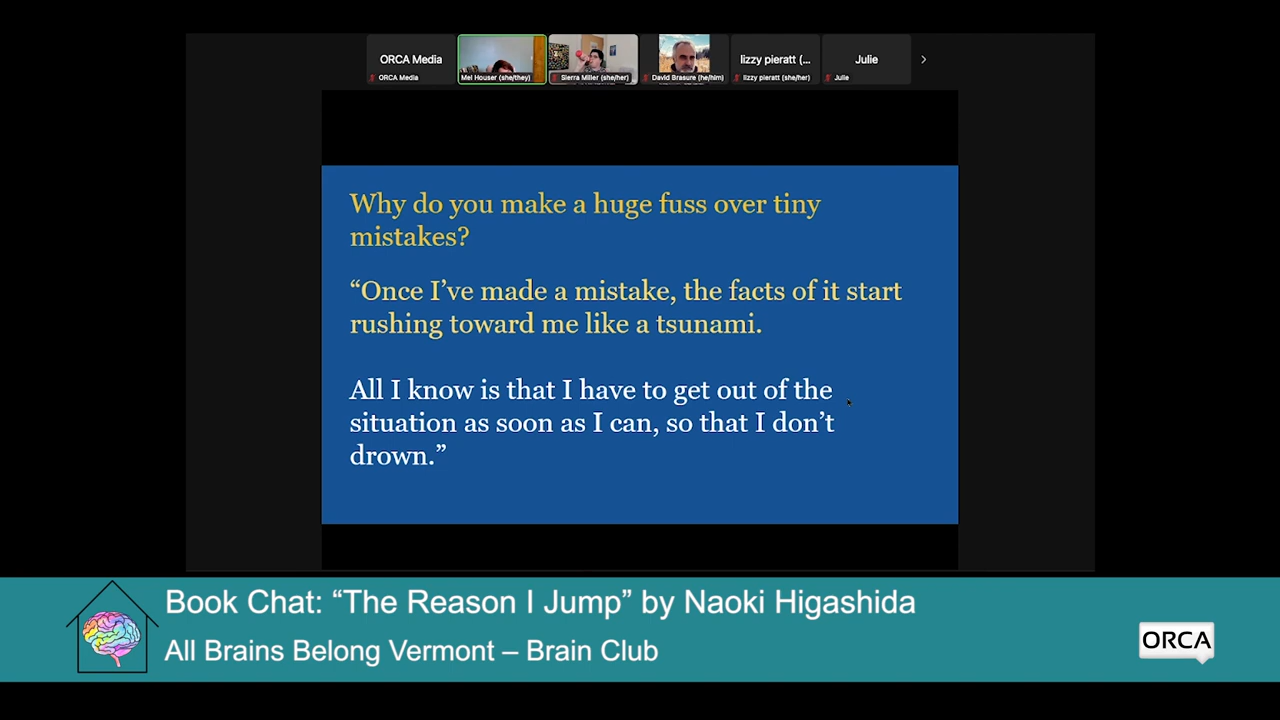 ORCA Media
lizzy pieratt (...
Julie
ORCA Media
Mel Houser (she/they)
Sierra Miller (she/her)
David Brasure (he/him)
lizzy pieratt (she/her)
Julie
Why do you make a huge fuss over tiny
mistakes?
“Once I’ve made a mistake, the facts of it start
rushing toward me like a tsunami.
All I know is that I have to get out of the
situation as soon as I can, so that I don’t
drown.”
Book Chat: “The Reason I Jump” by Naoki Higashida
All Brains Belong Vermont – Brain Club
ORCA